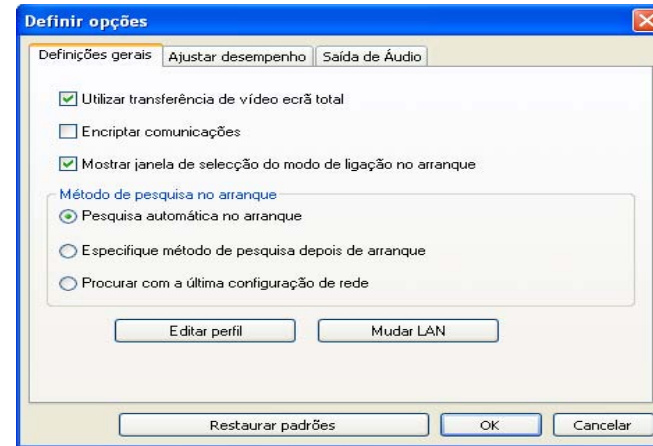 Definir opções
Definições gerais Ajustar desempenho Saída de Áudio
Utilizar transferência de vídeo ecrã total
Encriptar comunicações
Mostrar janela de selecção do modo de ligação no arranque
Método de pesquisa no arranque
Pesquisa automática no arranque
Especifique método de pesquisa depois de arranque
Procurar com a última configuração de rede
Editar perfil Mudar LAN
Restaurar padrões OK Cancelar